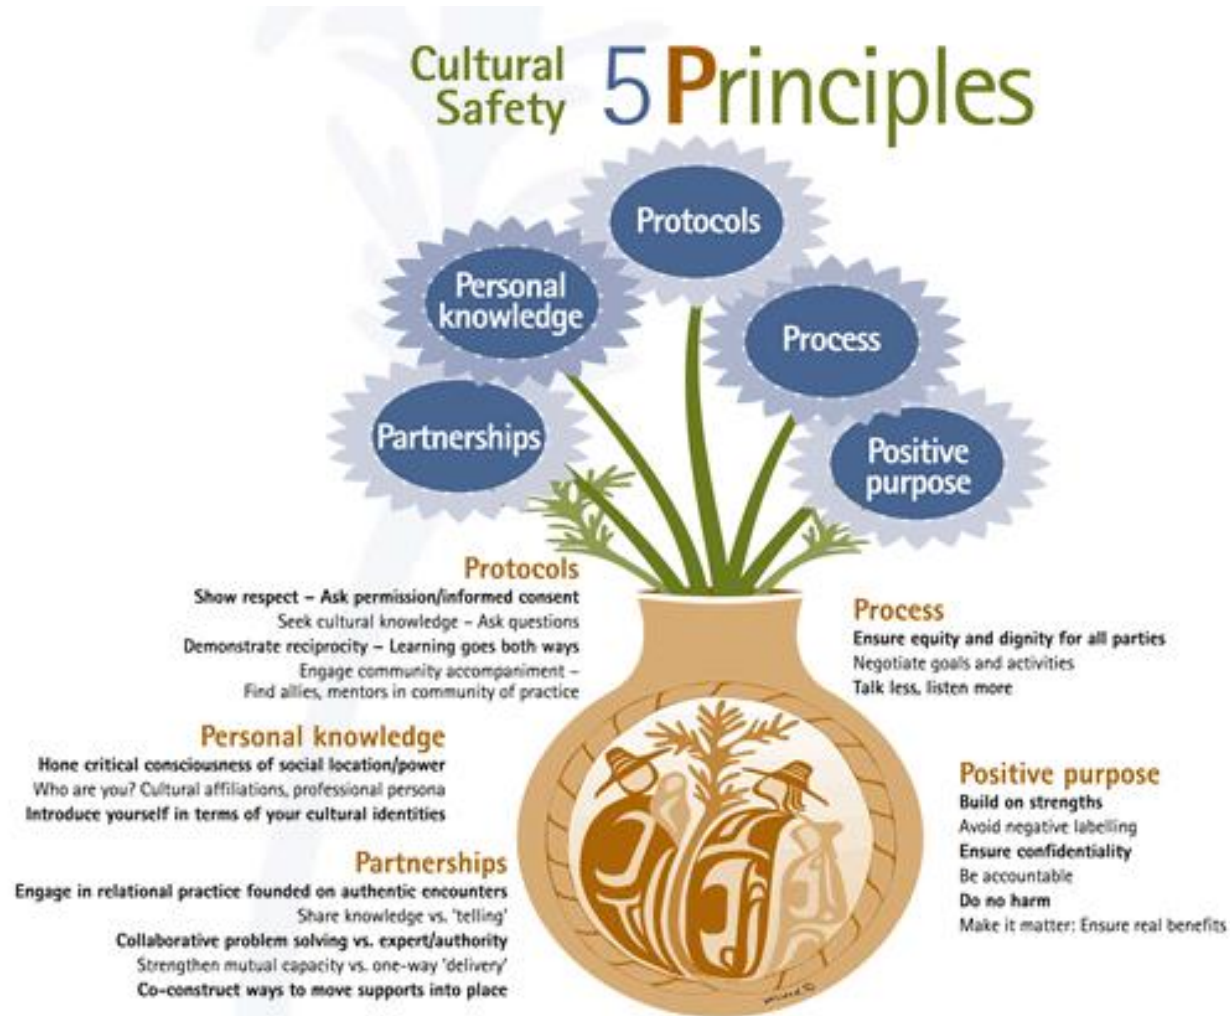 Cultural
Safety
5 Principles
Protocols
Personal
knowledge
Process
Partnerships
Positive
purpose
Protocols
Show respect – Ask permission/informed consent
Seek cultural knowledge – Ask questions
Demonstrate reciprocity – Learning goes both ways
Engage community accompaniment –
Find allies, mentors in community of practice
Personal knowledge
Hone critical consciousness of social location/power
Who are you? Cultural affiliations, professional persona
Introduce yourself in terms of your cultural identities
Partnerships
Engage in relational practice founded on authentic encounters
Share knowledge vs. 'telling'
Collaborative problem solving vs. expert/authority
Strengthen mutual capacity vs. one-way 'delivery'
Co-construct ways to move supports into place
Process
Ensure equity and dignity for all parties
Negotiate goals and activities
Talk less, listen more
Positive purpose
Build on strengths
Avoid negative labelling
Ensure confidentiality
Be accountable
Do no harm
Make it matter: Ensure real benefits